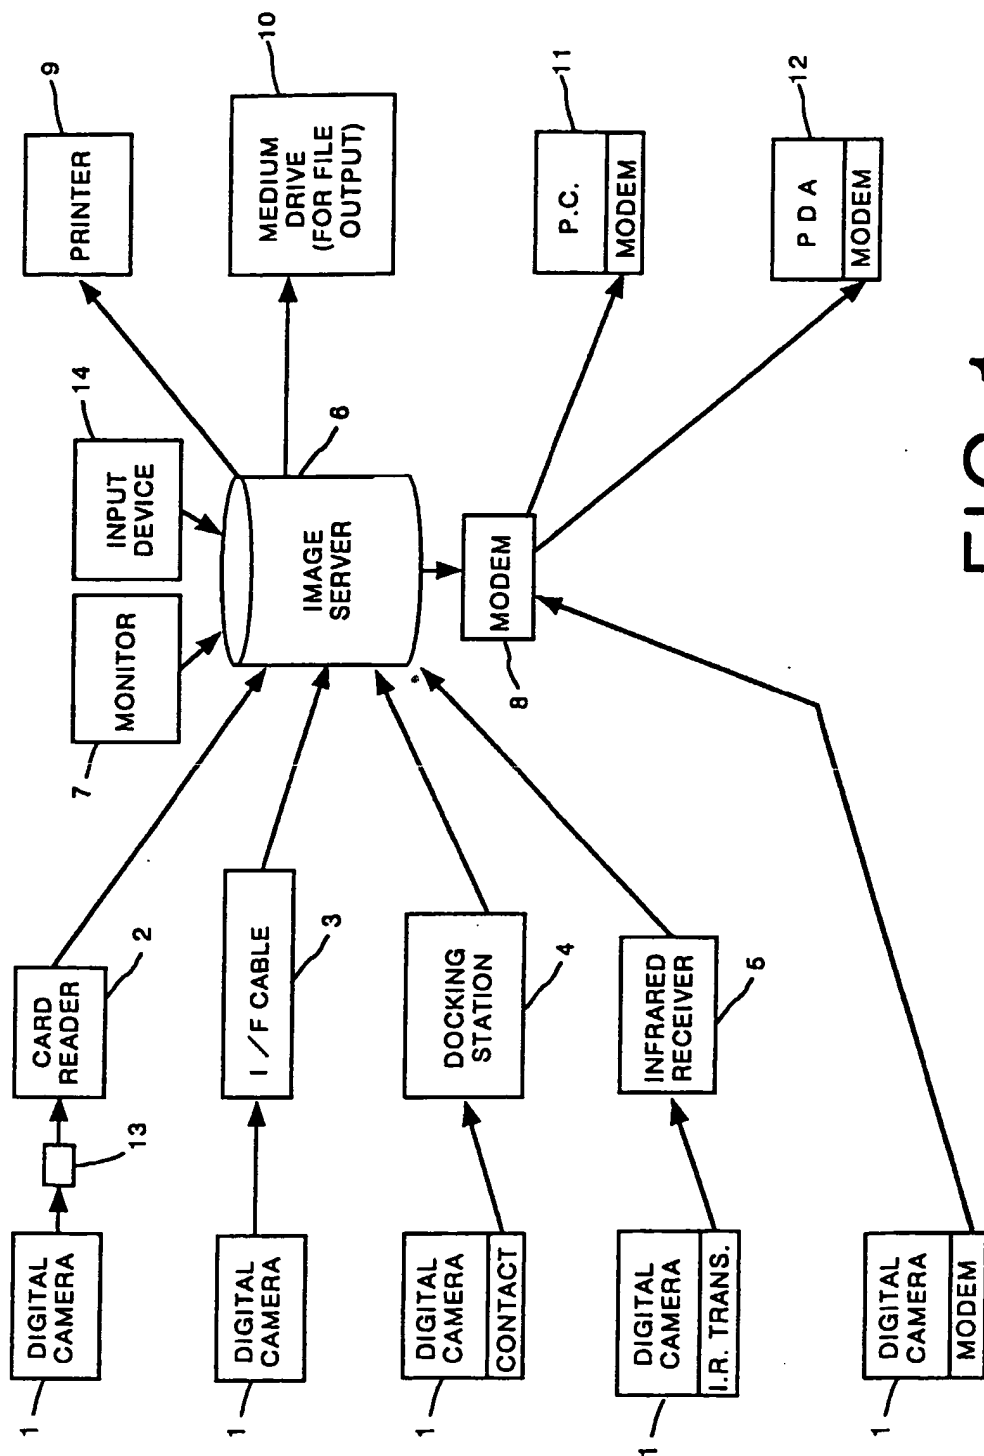 1
DIGITAL
CAMERA
13
CARD
READER
2
7
MONITOR
INPUT
DEVICE
14
PRINTER
9
1
DIGITAL
CAMERA
I/F CABLE
3
IMAGE
SERVER
6
MEDIUM
DRIVE
(FOR FILE
OUTPUT)
10
1
DIGITAL
CAMERA
CONTACT
DOCKING
STATION
4
8
MODEM
P.C.
MODEM
11
1
DIGITAL
CAMERA
I.R. TRANS.
INFRARED
RECEIVER
5
PDA
MODEM
12
1
DIGITAL
CAMERA
MODEM
FIG. 1